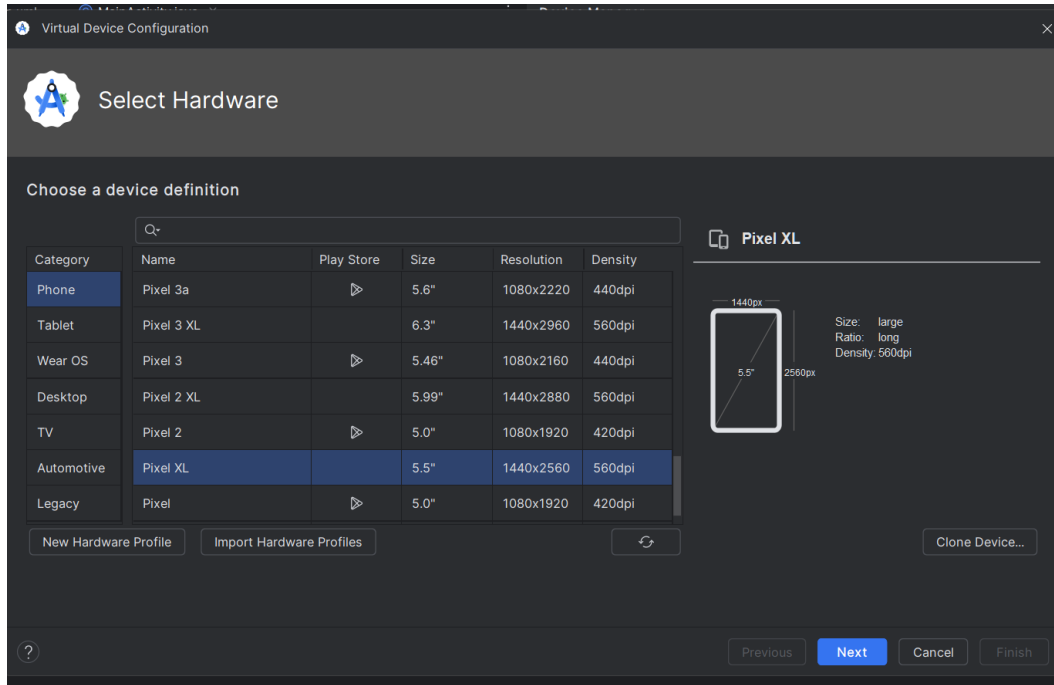 Virtual Device Configuration
Select Hardware
Choose a device definition
Category
Phone
Tablet
Wear OS
Desktop
TV
Automotive
Legacy
Name Play Store Size Resolution Density
Pixel 3a 5.6" 1080x2220 440dpi
Pixel 3 XL 6.3" 1440x2960 560dpi
Pixel 3 5.46" 1080x2160 440dpi
Pixel 2 XL 5.99" 1440x2880 560dpi
Pixel 2 5.0" 1080x1920 420dpi
Pixel XL 5.5" 1440x2560 560dpi
Pixel 5.0" 1080x1920 420dpi
Pixel XL
1440px
5.5"
2560px
Size: large
Ratio: long
Density: 560dpi
New Hardware Profile Import Hardware Profiles Clone Device...
? Previous Next Cancel Finish